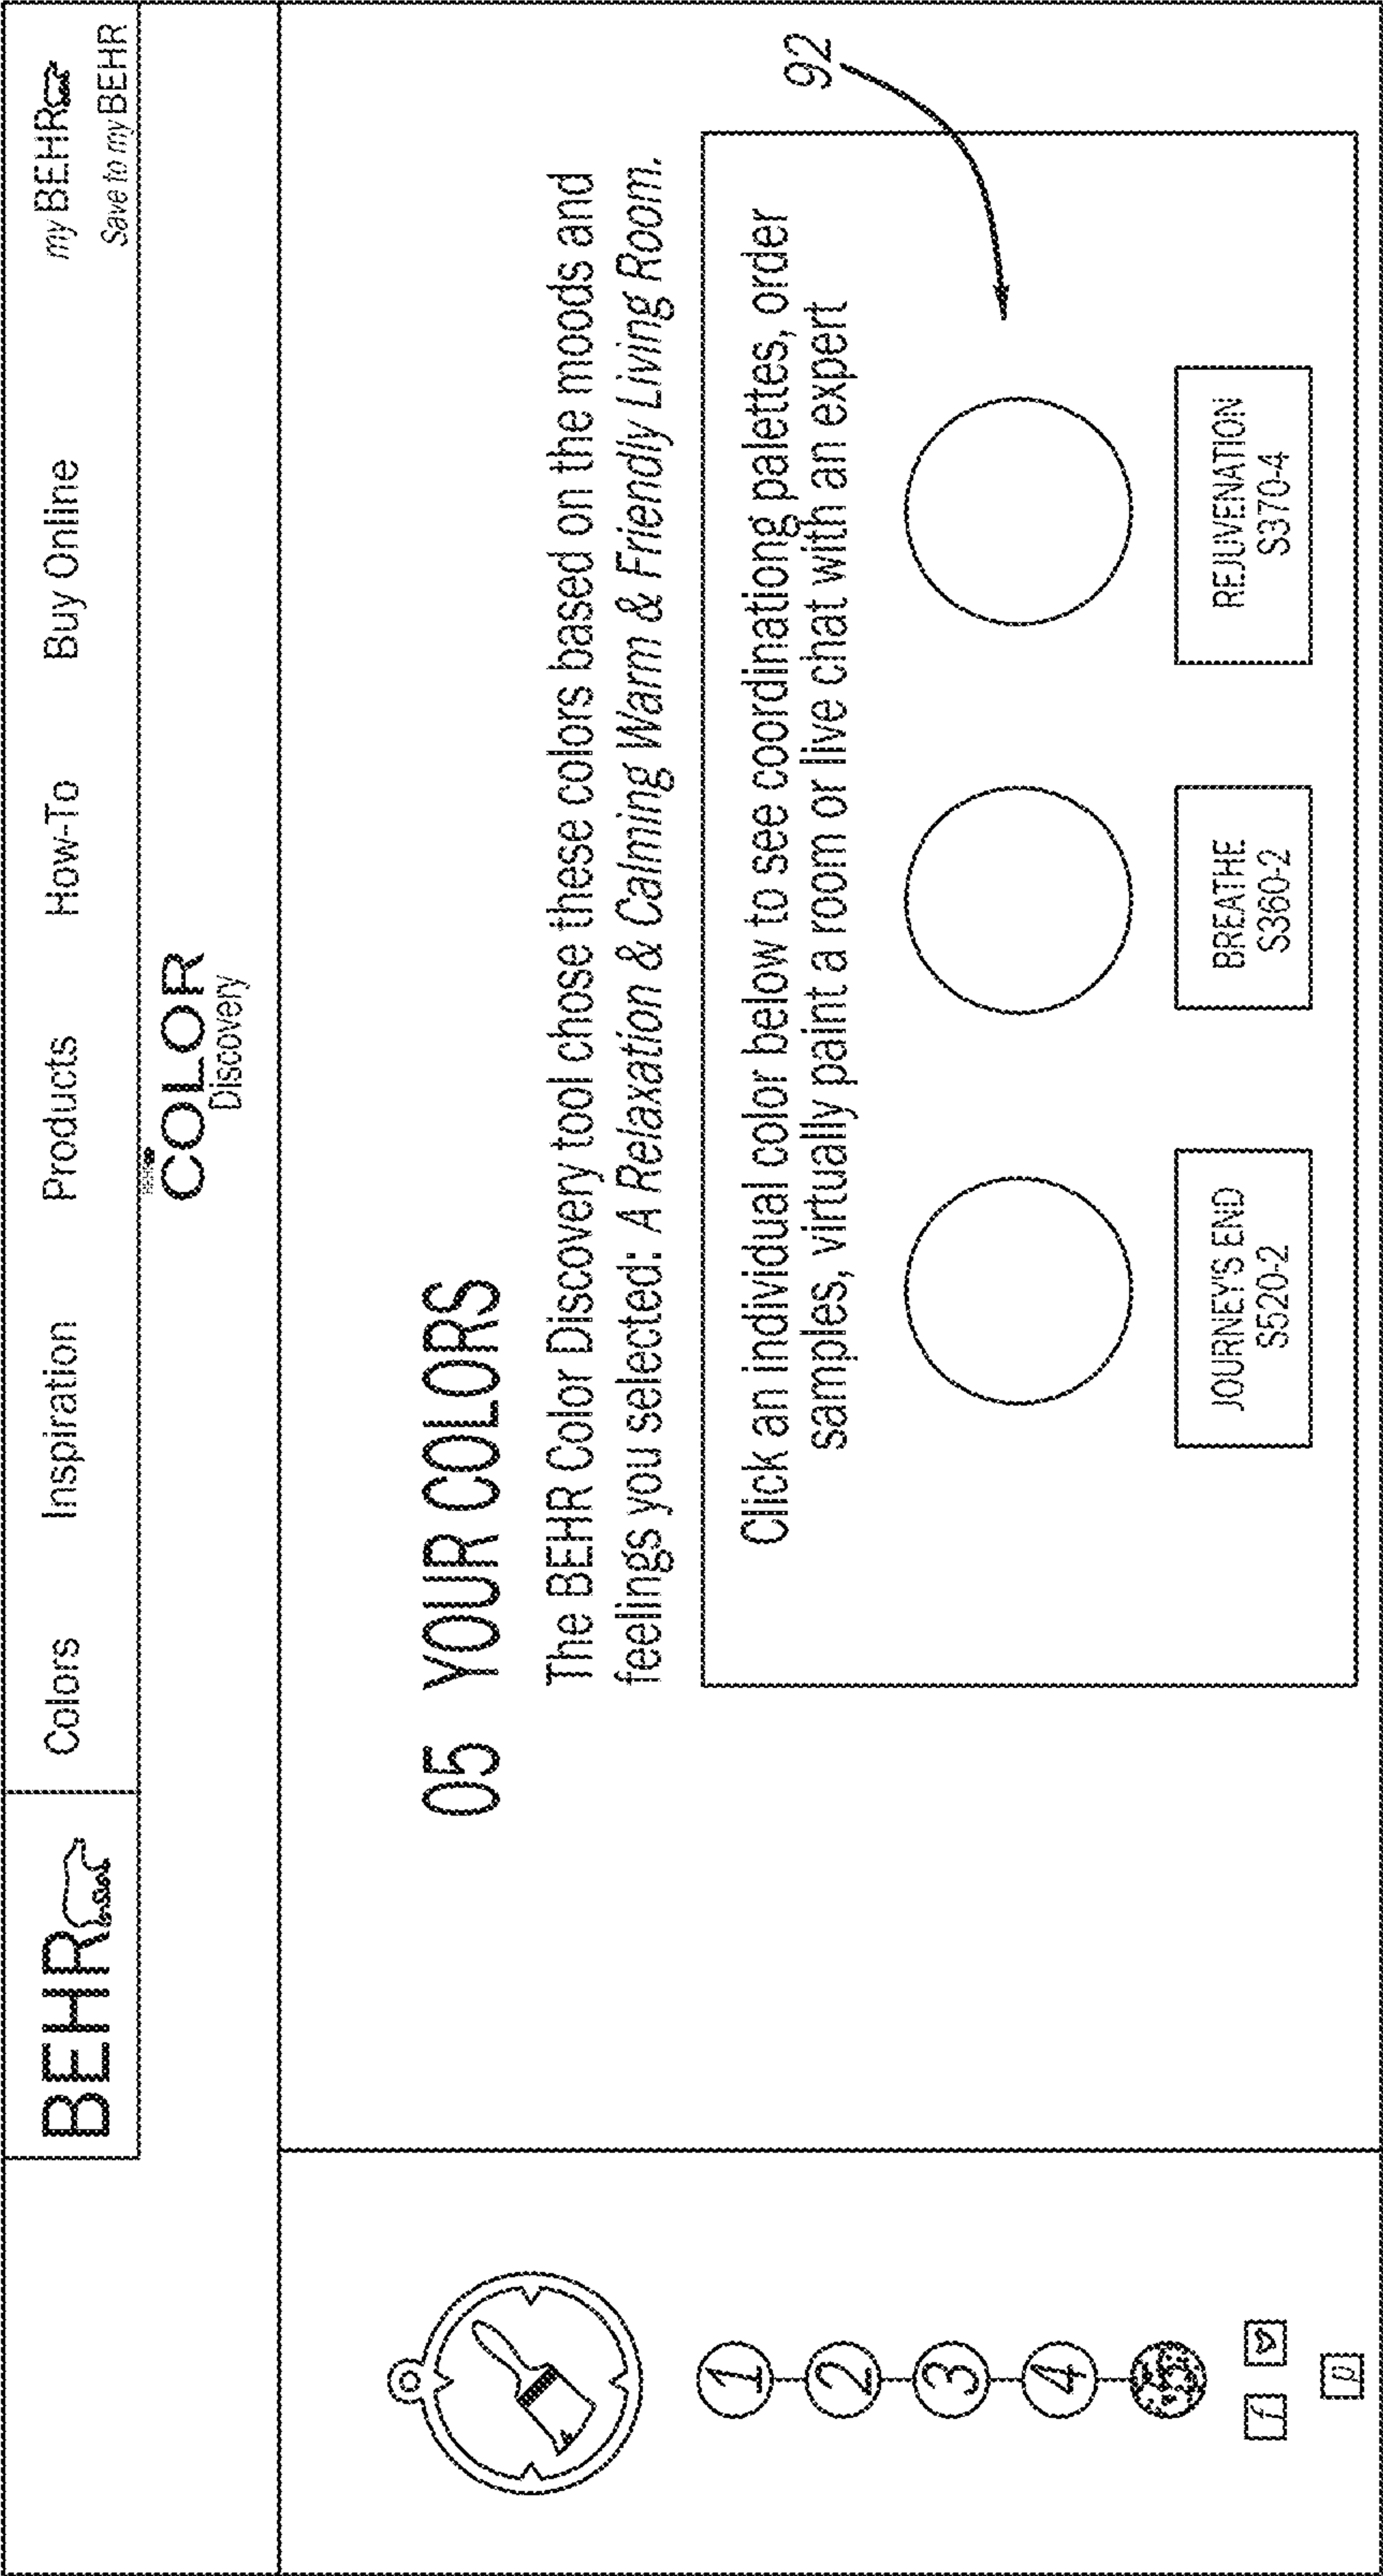 BEHR
Colors
Inspiration
Products
How-To
Buy Online
my BEHR
Save to my BEHR
COLOR
Discovery
05 YOUR COLORS
The BEHR Color Discovery tool chose these colors based on the moods and
feelings you selected: A Relaxation & Calming Warm & Friendly Living Room.
92
Click an individual color below to see coordinationg palettes, order
samples, virtually paint a room or live chat with an expert
JOURNEY'S END
S520-2
BREATHE
S360-2
REJUVENATION
S370-4
1
2
3
4
f
p